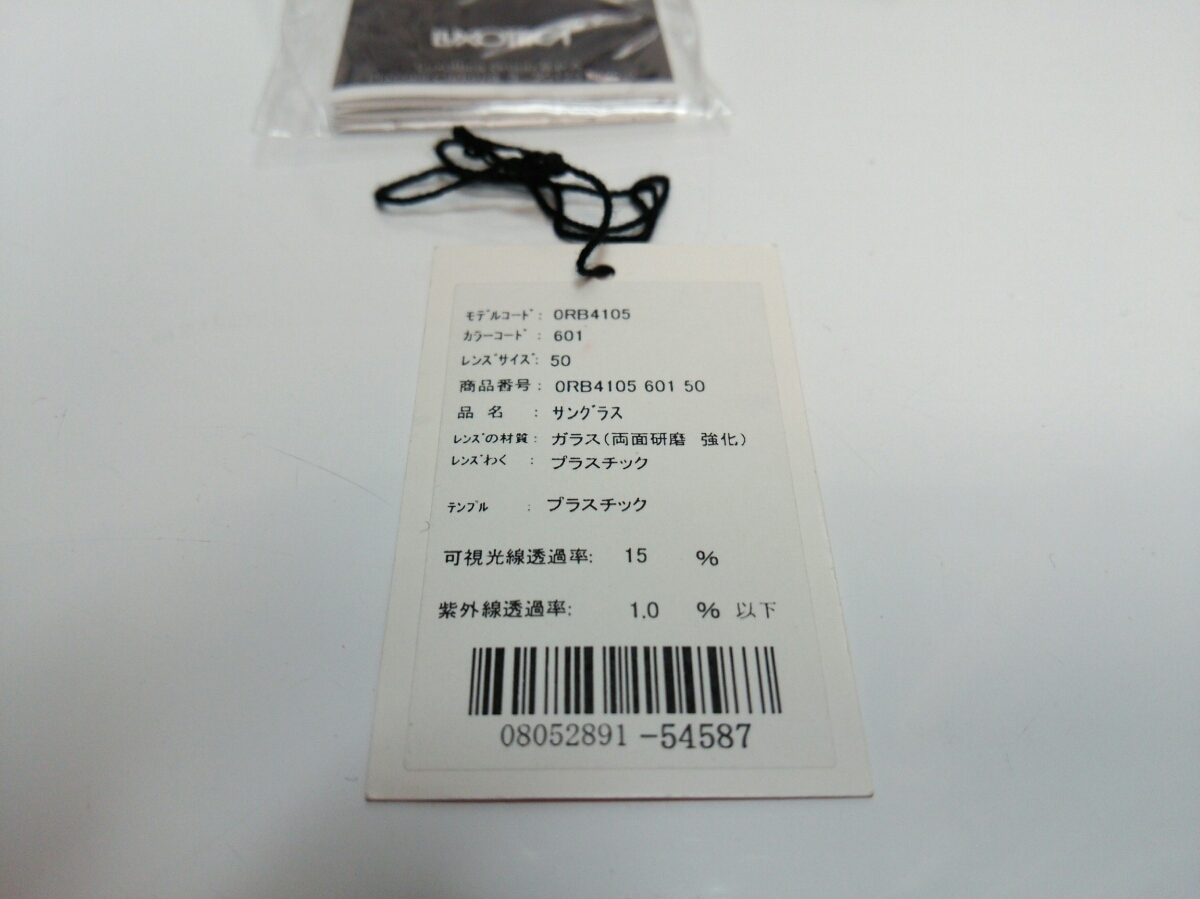 モデルコード: 0RB4105
カラーコード: 601
レンズサイズ: 50
商品番号: 0RB4105 601 50
品 名 : サングラス
レンズの材質: ガラス(両面研磨 強化)
レンズわく : プラスチック
テンプル : プラスチック
可視光線透過率: 15 %
紫外線透過率: 1.0 % 以下
08052891 -54587